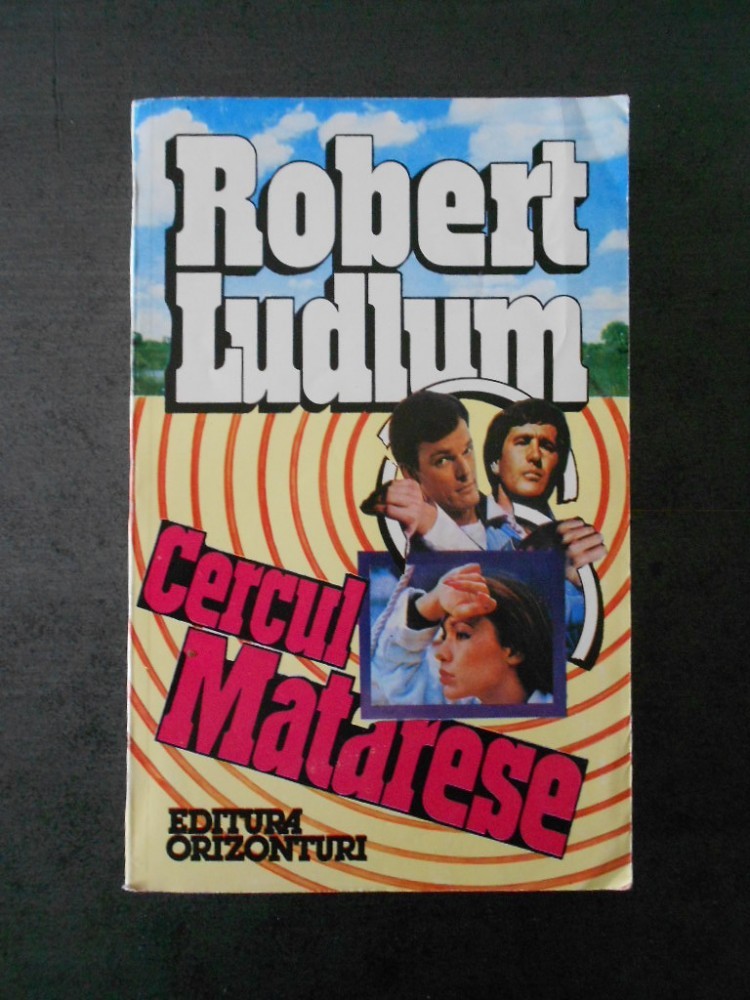 Robert
Ludlum
Cercul
Matarese
EDITURA
ORIZONTURI